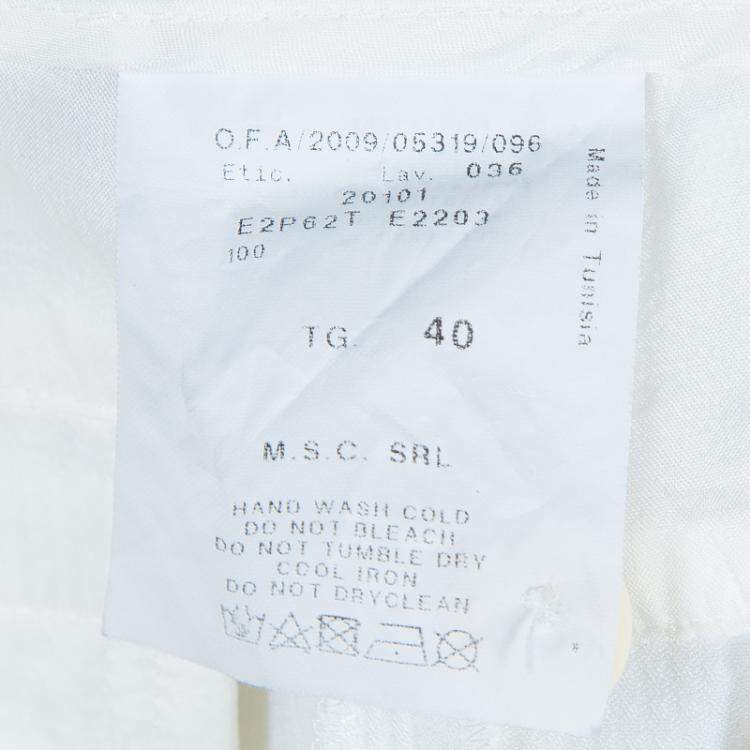 O.F.A/2009/05319/096
Etic. Lav. 036
20101
E2P62T E2203
100
TG. 40
M.S.C. SRL
HAND WASH COLD
DO NOT BLEACH
DO NOT TUMBLE DRY
COOL IRON
DO NOT DRYCLEAN
*
Made in Tunisia